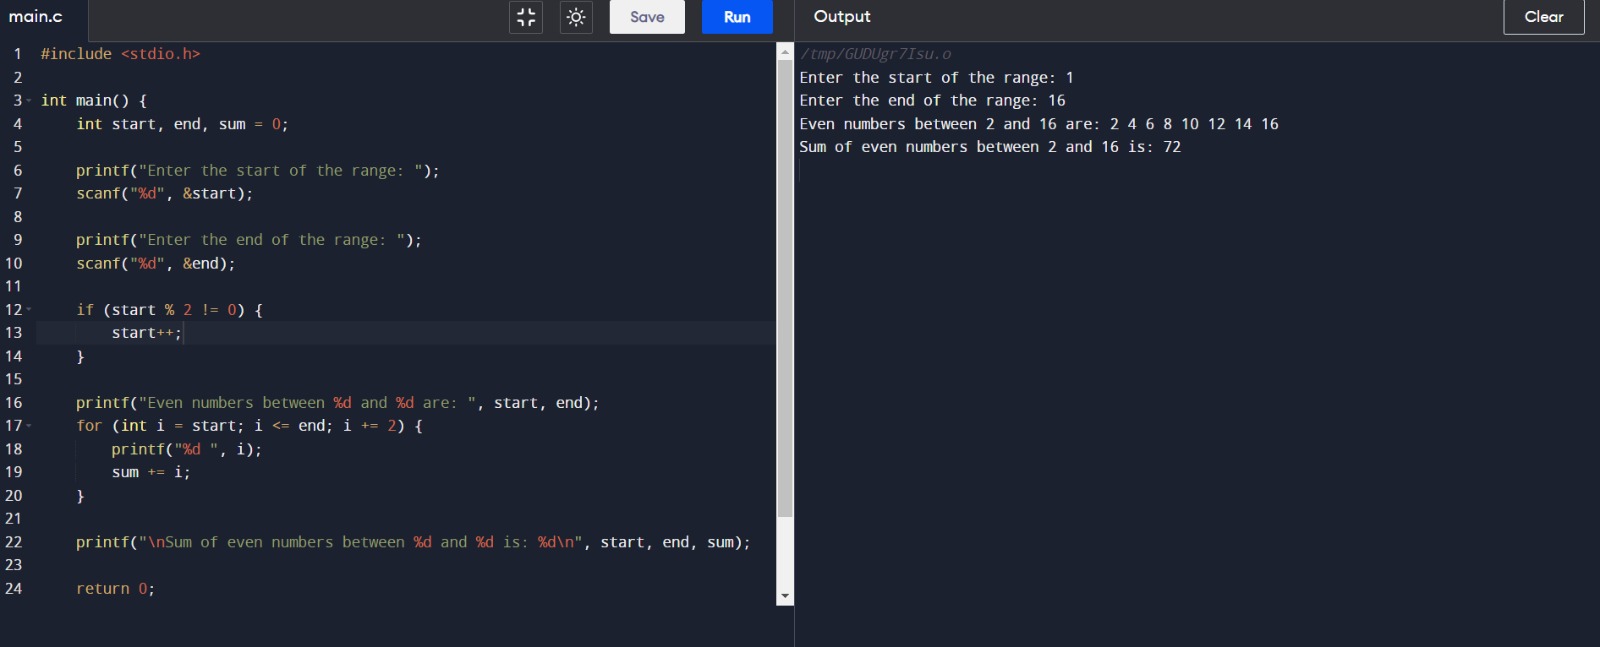 main.c
Save
Run
Output
Clear
1 #include <stdio.h>
2
3 int main() {
4     int start, end, sum = 0;
5
6     printf("Enter the start of the range: ");
7     scanf("%d", &start);
8
9     printf("Enter the end of the range: ");
10     scanf("%d", &end);
11
12     if (start % 2 != 0) {
13         start++;
14     }
15
16     printf("Even numbers between %d and %d are: ", start, end);
17     for (int i = start; i <= end; i += 2) {
18         printf("%d ", i);
19         sum += i;
20     }
21
22     printf("\nSum of even numbers between %d and %d is: %d\n", start, end, sum);
23
24     return 0;
/tmp/GUDUgr7Isu.o
Enter the start of the range: 1
Enter the end of the range: 16
Even numbers between 2 and 16 are: 2 4 6 8 10 12 14 16
Sum of even numbers between 2 and 16 is: 72